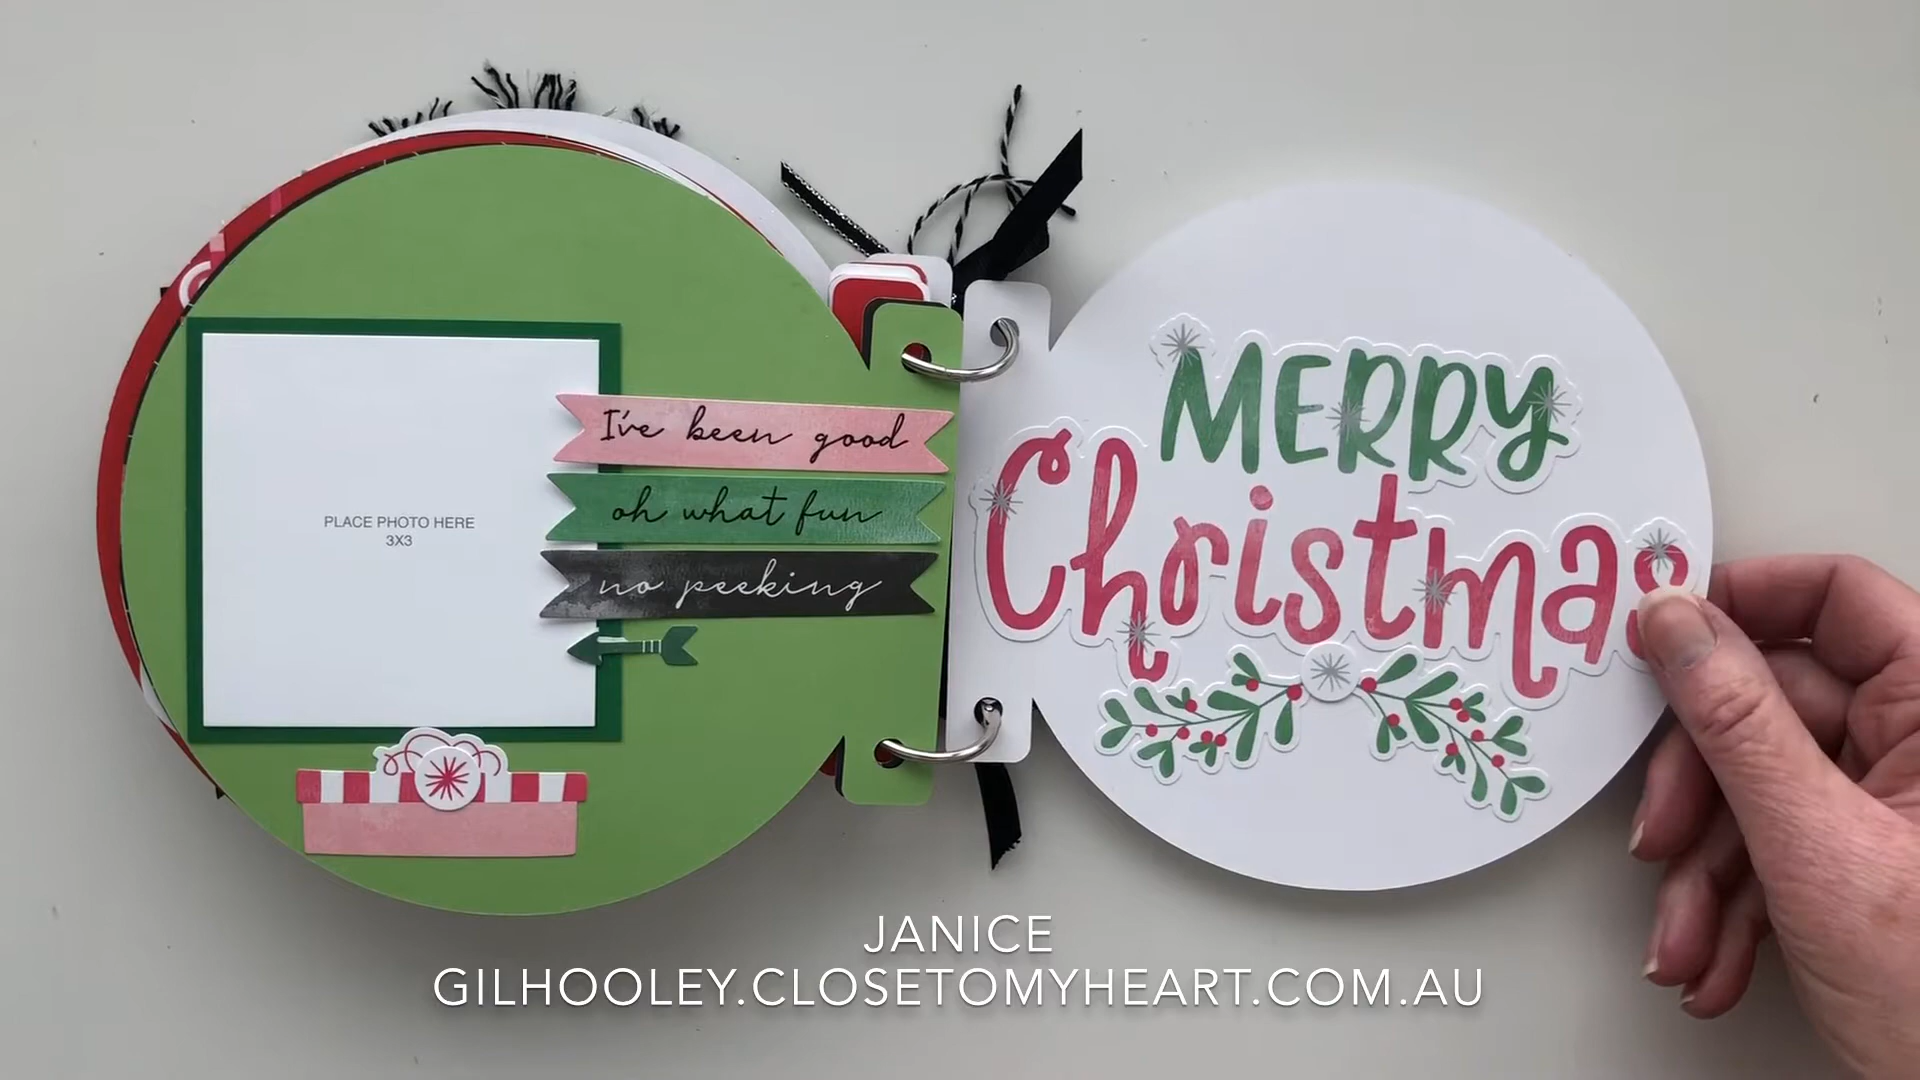 PLACE PHOTO HERE
3X3
I've been good
oh what fun
no peeking
MERRY
Christmas
JANICE
GILHOOLEY.CLOSETOMYHEART.COM.AU